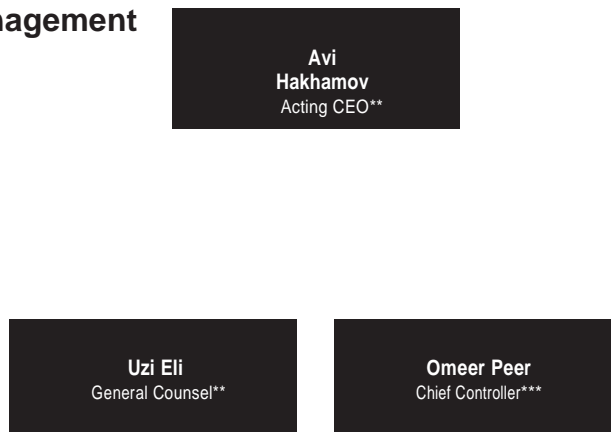 nagement
Avi
Hakhamov
Acting CEO**
Uzi Eli
General Counsel**
Omeer Peer
Chief Controller***